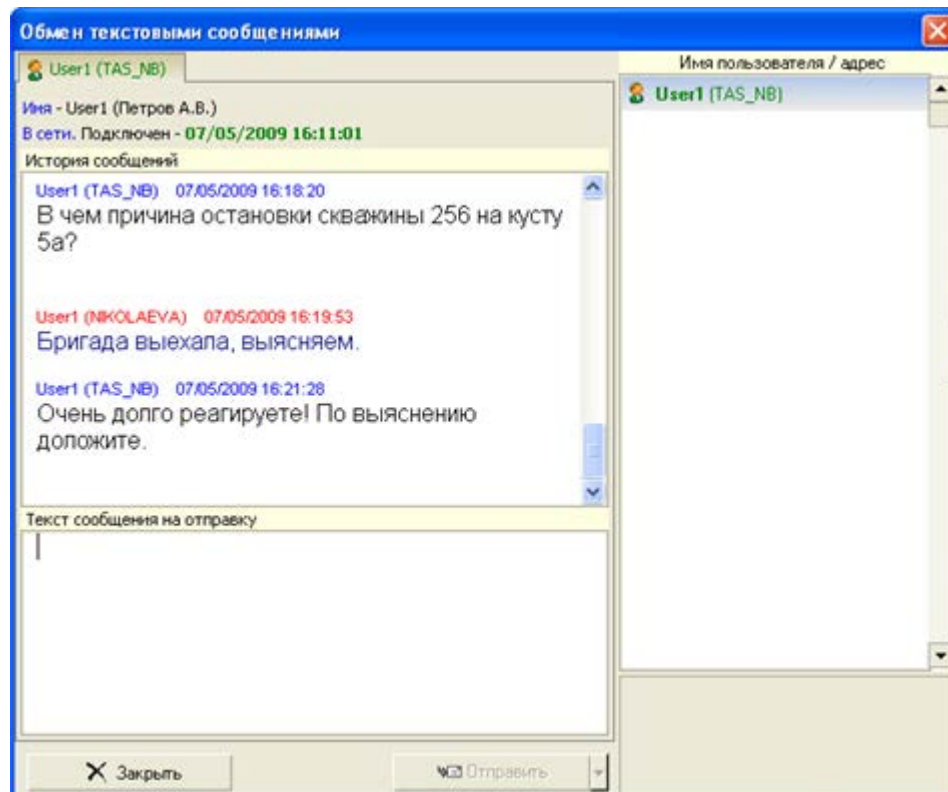 Обмен текстовыми сообщениями
User1 (TAS_NB)
Имя - User1 (Петров А.В.)
В сети. Подключен - 07/05/2009 16:11:01
История сообщений
User1 (TAS_NB) 07/05/2009 16:18:20
В чем причина остановки скважины 256 на кусту
5а?
User1 (NIKOLAEVA) 07/05/2009 16:19:53
Бригада выехала, выясняем.
User1 (TAS_NB) 07/05/2009 16:21:28
Очень долго реагируете! По выяснению
доложите.
Текст сообщения на отправку
Закрыть
Отправить
Имя пользователя / адрес
User1 (TAS_NB)